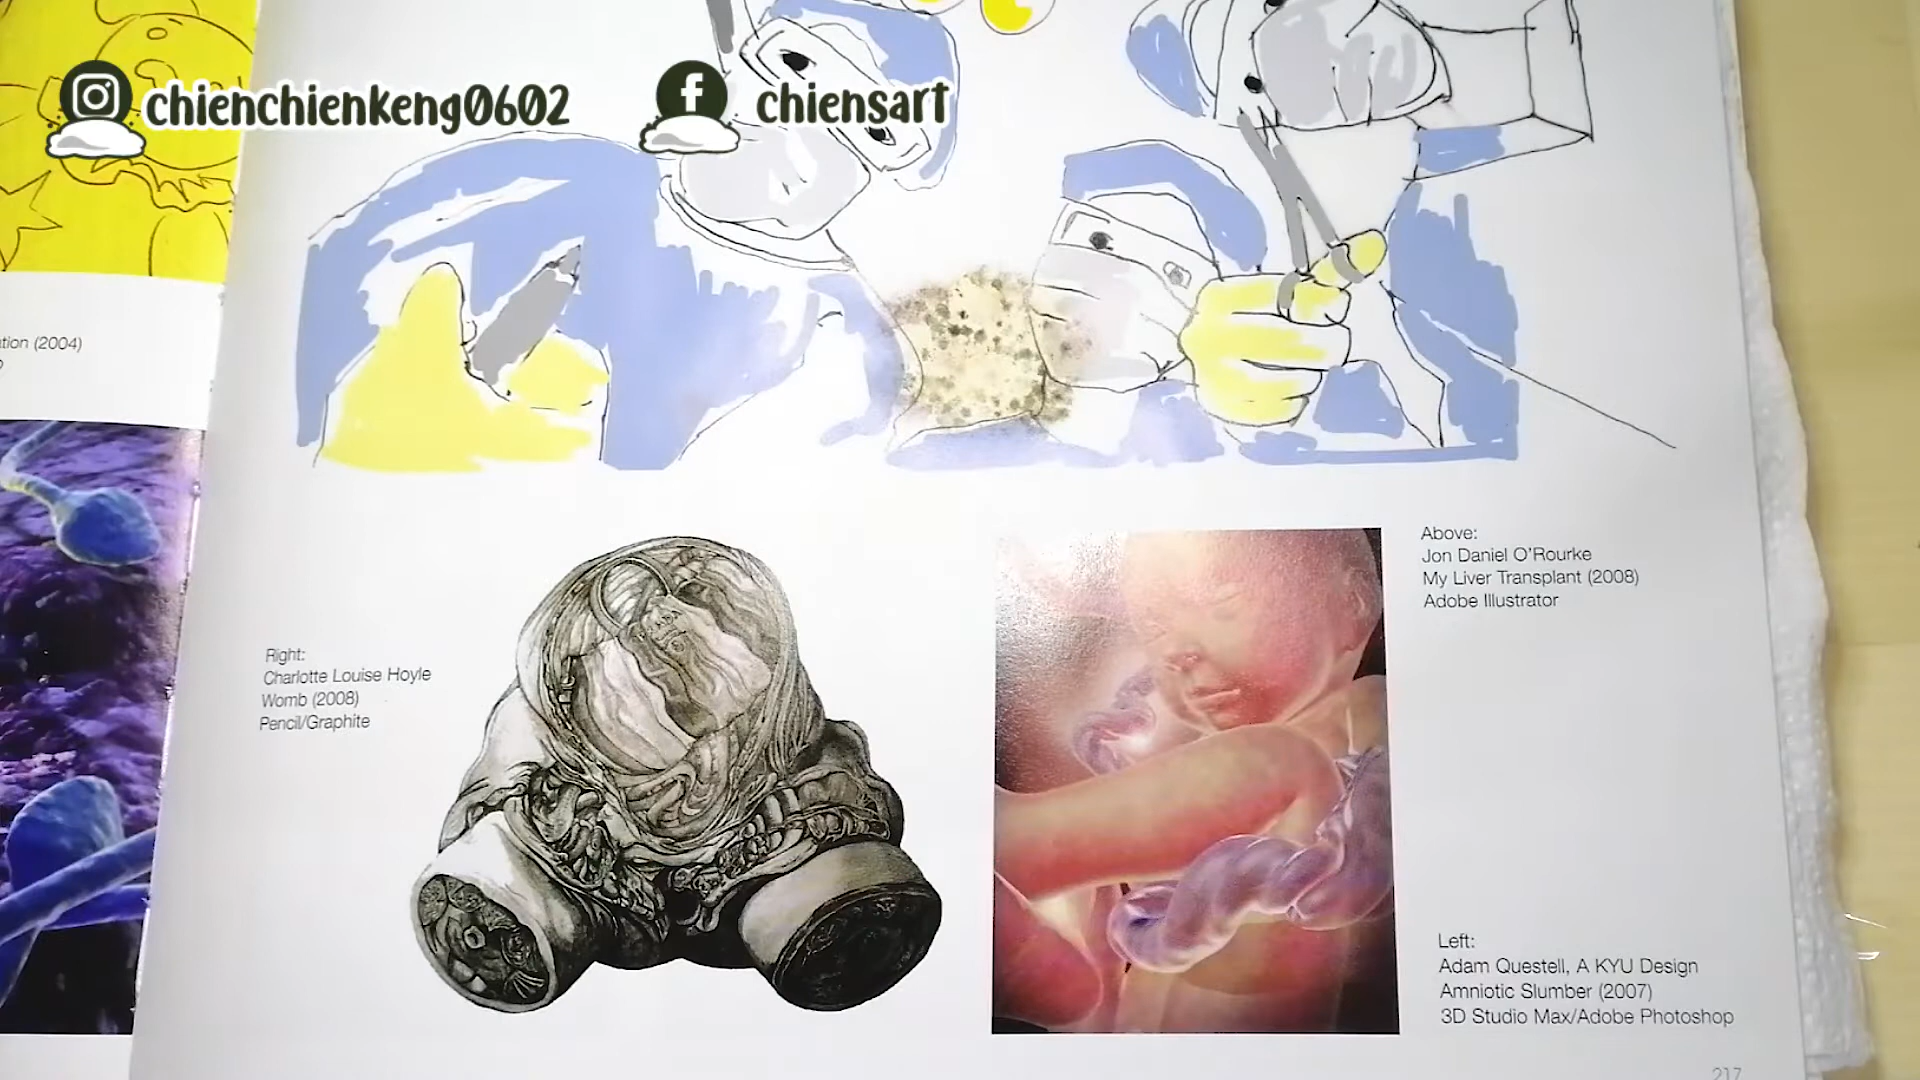 chienchienkeng0602
chiensart
(2004)
Above:
Jon Daniel O'Rourke
My Liver Transplant (2008)
Adobe Illustrator
Right:
Charlotte Louise Hoyle
Womb (2008)
Pencil/Graphite
Left:
Adam Questell, A KYU Design
Amniotic Slumber (2007)
3D Studio Max/Adobe Photoshop
217